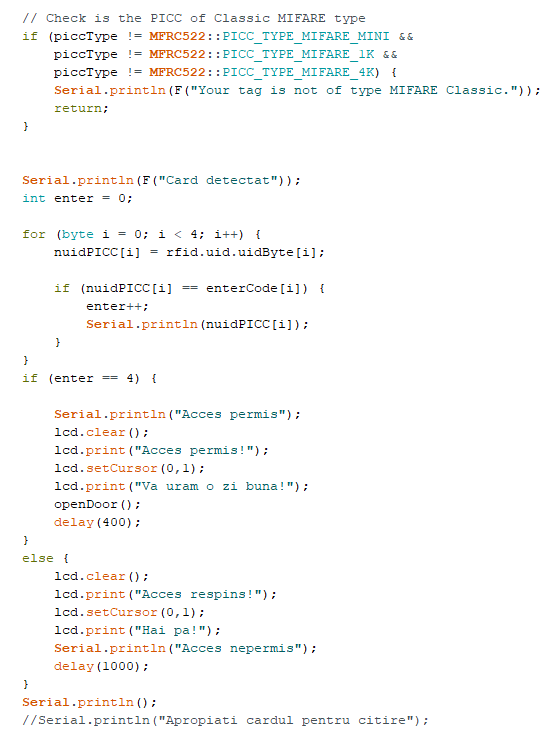 // Check is the PICC of Classic MIFARE type
if (piccType != MFRC522::PICC_TYPE_MIFARE_MINI &&
    piccType != MFRC522::PICC_TYPE_MIFARE_1K &&
    piccType != MFRC522::PICC_TYPE_MIFARE_4K) {
    Serial.println(F("Your tag is not of type MIFARE Classic."));
    return;
}
Serial.println(F("Card detectat"));
int enter = 0;
for (byte i = 0; i < 4; i++) {
    nuidPICC[i] = rfid.uid.uidByte[i];
    if (nuidPICC[i] == enterCode[i]) {
        enter++;
        Serial.println(nuidPICC[i]);
    }
}
if (enter == 4) {
    Serial.println("Acces permis");
    lcd.clear();
    lcd.print("Acces permis!");
    lcd.setCursor(0,1);
    lcd.print("Va uram o zi buna!");
    openDoor();
    delay(400);
}
else {
    lcd.clear();
    lcd.print("Acces respins!");
    lcd.setCursor(0,1);
    lcd.print("Hai pa!");
    Serial.println("Acces nepermis");
    delay(1000);
}
Serial.println();
//Serial.println("Apropiati cardul pentru citire");